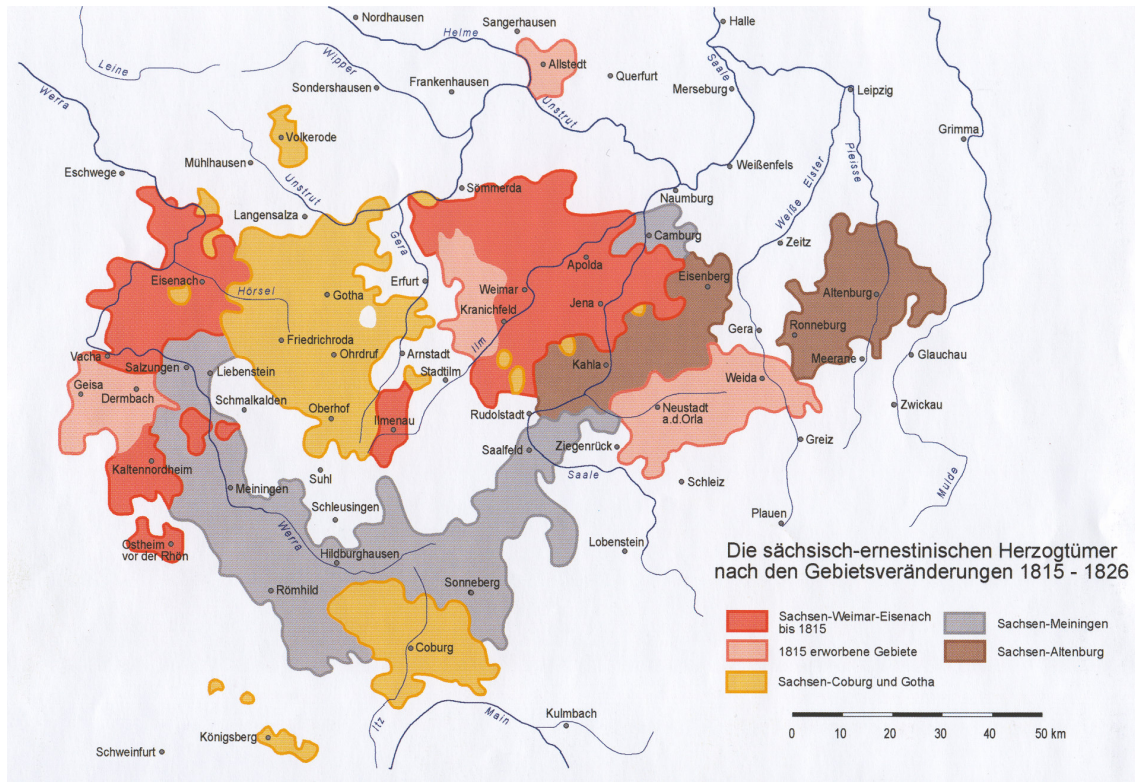 Nordhausen
Sangerhausen
Halle
Helme
Leine
Wipper
Allstedt
Saale
Querfurt
Frankenhausen
Sondershausen
Merseburg
Leipzig
Werra
Unstrut
Volkerode
Grimma
Mühlhausen
Unstrut
Weißenfels
Weiße Elster
Pleisse
Eschwege
Sömmerda
Naumburg
Langensalza
Gera
Camburg
Zeitz
Apolda
Eisenach
Hörsel
Gotha
Erfurt
Weimar
Jena
Eisenberg
Altenburg
Kranichfeld
Ilm
Gera
Ronneburg
Friedrichroda
Ohrdruf
Arnstadt
Vacha
Salzungen
Liebenstein
Stadtilm
Kahla
Meerane
Glauchau
Geisa
Dermbach
Weida
Schmalkalden
Oberhof
Ilmenau
Rudolstadt
Neustadt
a.d.Orla
Zwickau
Greiz
Saalfeld
Ziegenrück
Kaltennordheim
Suhl
Saale
Meiningen
Schleiz
Mulde
Schleusingen
Plauen
Werra
Ostheim
vor der Rhön
Hildburghausen
Lobenstein
Römhild
Sonneberg
Coburg
Itz
Main
Kulmbach
Königsberg
Schweinfurt
Die sächsisch-ernestinischen Herzogtümer
nach den Gebietsveränderungen 1815 - 1826
Sachsen-Weimar-Eisenach
bis 1815
1815 erworbene Gebiete
Sachsen-Coburg und Gotha
Sachsen-Meiningen
Sachsen-Altenburg
0 10 20 30 40 50 km